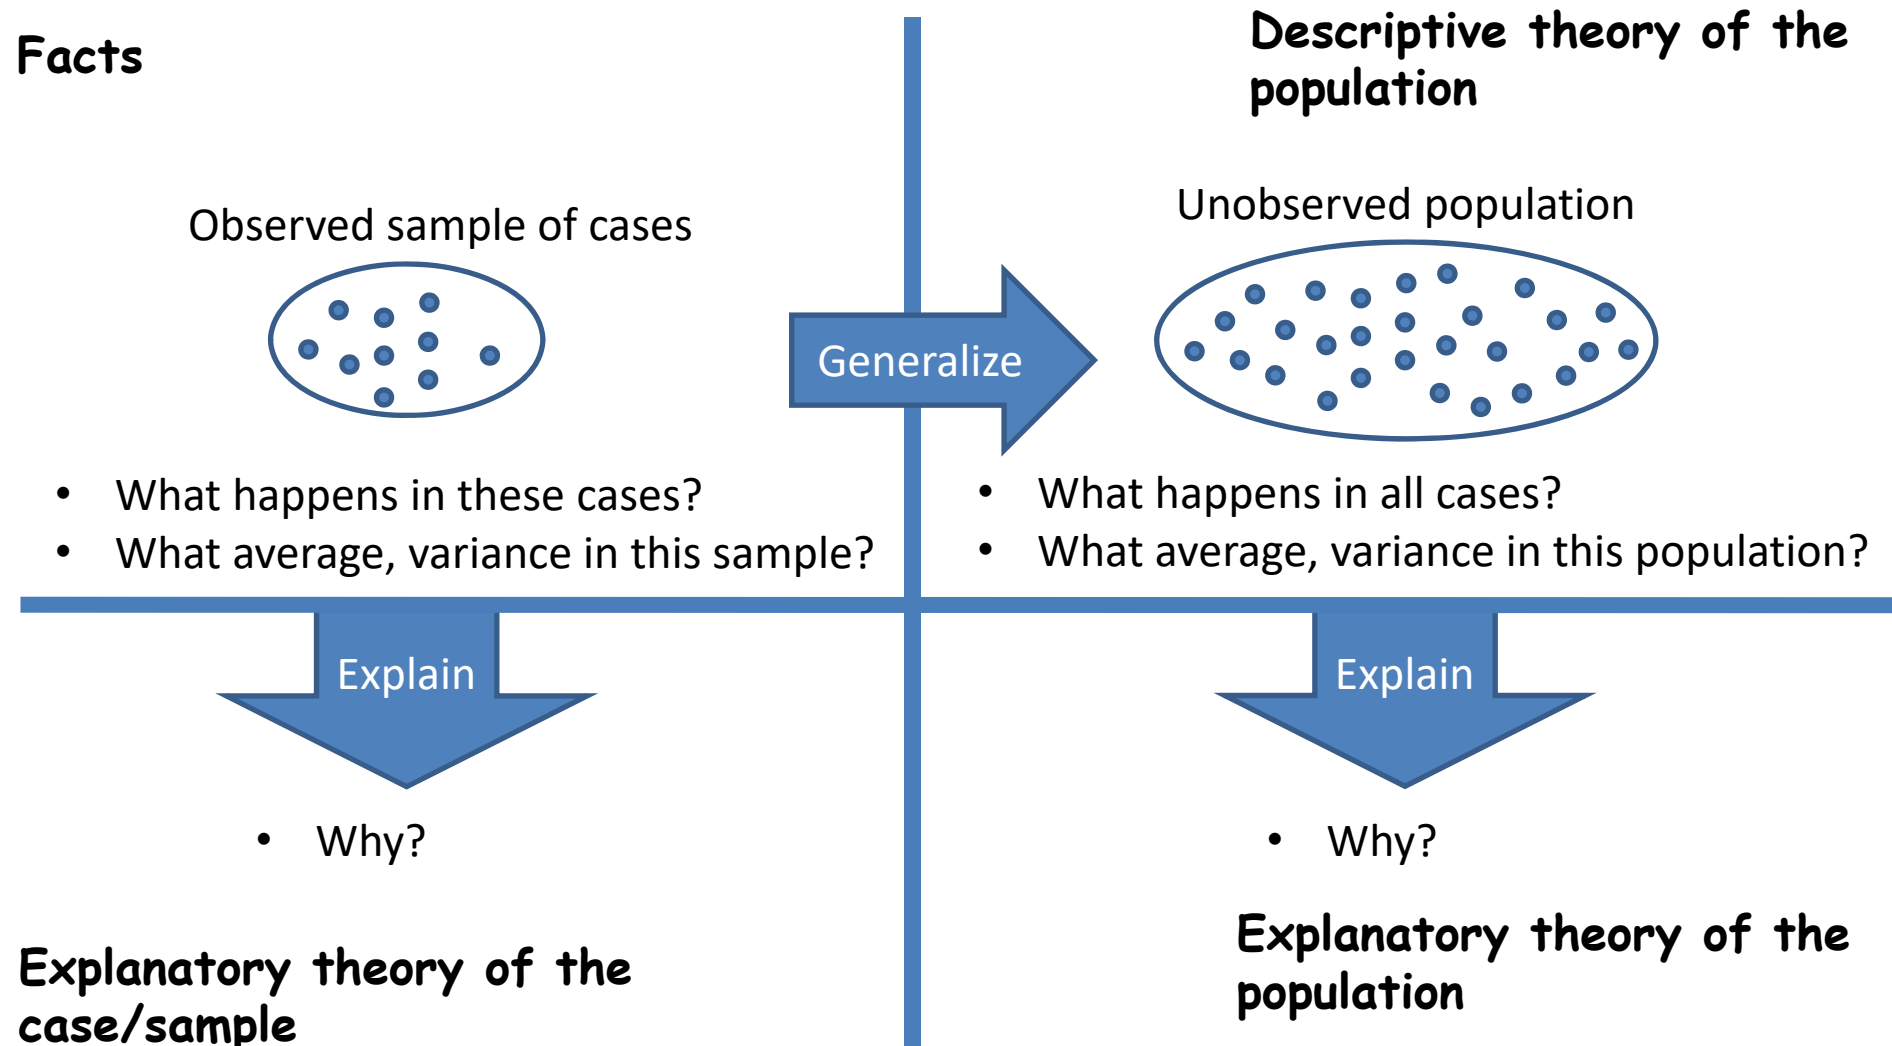 Facts
Observed sample of cases
• What happens in these cases?
• What average, variance in this sample?
Generalize
Descriptive theory of the
population
Unobserved population
• What happens in all cases?
• What average, variance in this population?
Explain
• Why?
Explanatory theory of the
case/sample
Explain
• Why?
Explanatory theory of the
population